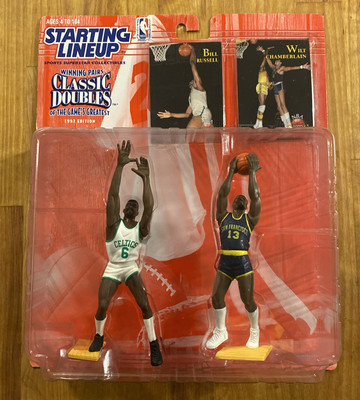 AGES 4 TO 104
STARTING
LINEUP
SPORTS SUPERSTAR COLLECTIBLES
NBA
WINNING PAIRS
CLASSIC
DOUBLES
OF THE GAME'S GREATEST
1997 EDITION
BILL
RUSSELL
WILT
CHAMBERLAIN
CELTICS
6
SAN FRANCISCO
13